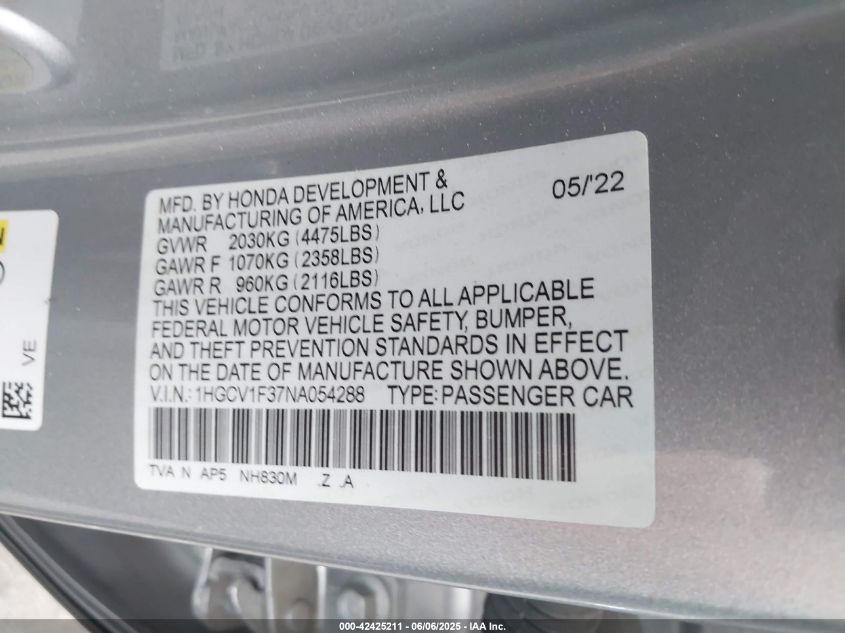 MFD. BY HONDA DEVELOPMENT &
MANUFACTURING OF AMERICA, LLC
05/'22
GVWR 2030KG (4475LBS)
GAWR F 1070KG (2358LBS)
GAWR R 960KG (2116LBS)
THIS VEHICLE CONFORMS TO ALL APPLICABLE
FEDERAL MOTOR VEHICLE SAFETY, BUMPER,
AND THEFT PREVENTION STANDARDS IN EFFECT
ON THE DATE OF MANUFACTURE SHOWN ABOVE.
V.I.N.: 1HGCV1F37NA054288 TYPE: PASSENGER CAR
TVA N AP5 NH830M .Z .A
VE
000-42425211 - 06/06/2025 - IAA Inc.